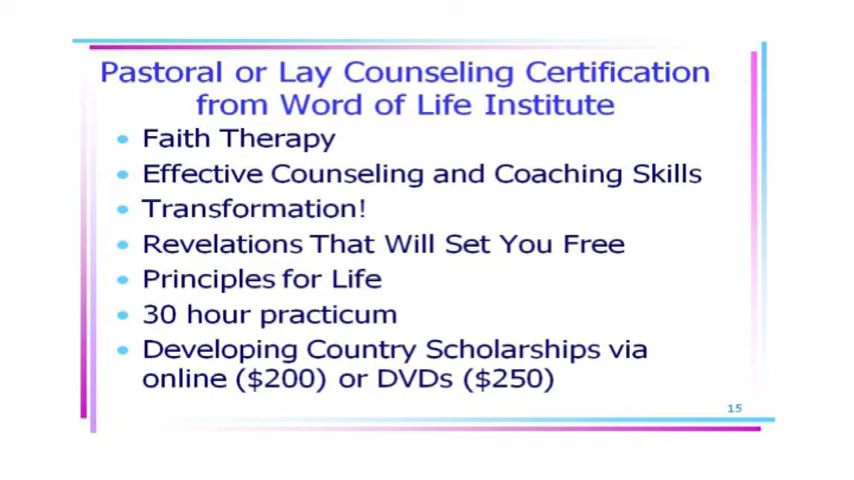 Pastoral or Lay Counseling Certification
from Word of Life Institute
• Faith Therapy
• Effective Counseling and Coaching Skills
• Transformation!
• Revelations That Will Set You Free
• Principles for Life
• 30 hour practicum
• Developing Country Scholarships via
online ($200) or DVDs ($250)
15